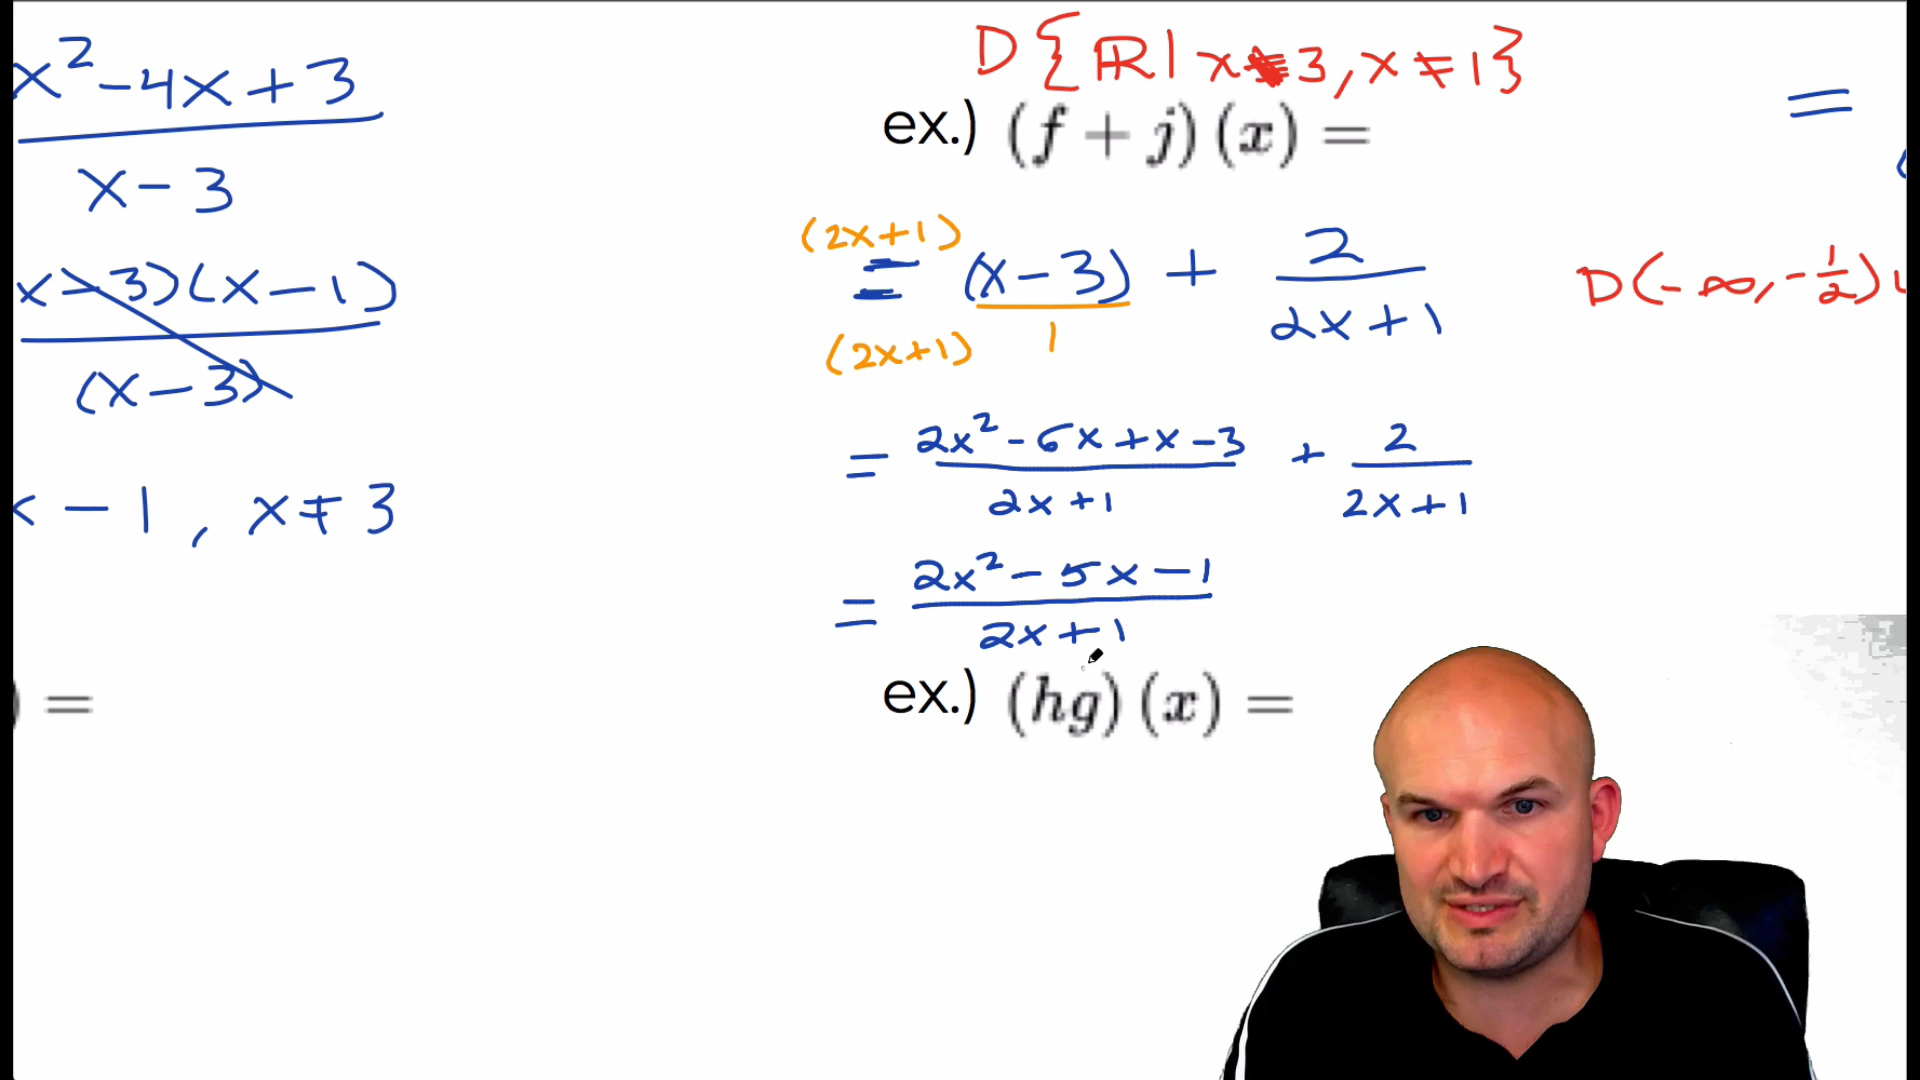 x² - 4x + 3
x - 3
x - 3)(x - 1)
(x - 3)
x - 1, x ≠ 3
) =
D{ℝ| x ≠ 3, x ≠ 1}
ex.) (f + j)(x) =
(2x+1)
= (x - 3) + 2
(2x+1) 1 2x + 1
= 2x² - 6x + x - 3 + 2
2x + 1 2x + 1
= 2x² - 5x - 1
2x + 1
ex.) (hg)(x) =
=
D(-∞, -1/2)